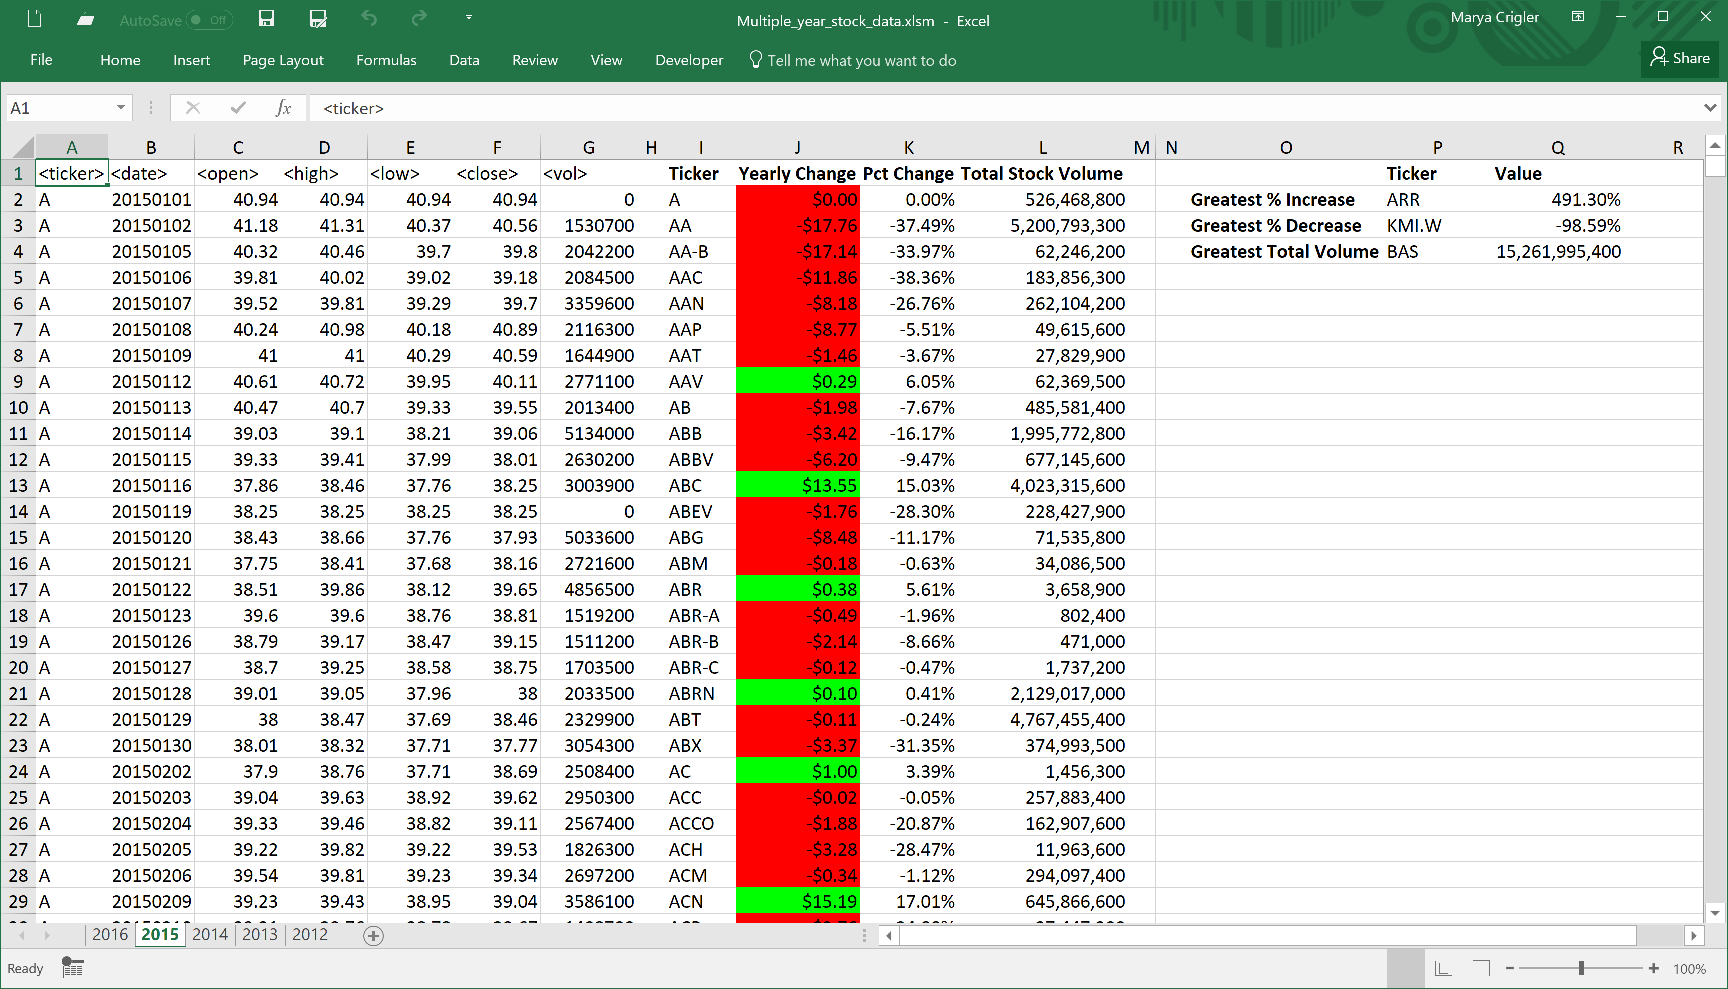 AutoSave Off
Multiple_year_stock_data.xlsm - Excel
Marya Crigler
File Home Insert Page Layout Formulas Data Review View Developer Tell me what you want to do Share
A1 fx <ticker>
A B C D E F G H I J K L M N O P Q R
1 <ticker> <date> <open> <high> <low> <close> <vol> Ticker Yearly Change Pct Change Total Stock Volume Ticker Value
2 A 20150101 40.94 40.94 40.94 40.94 0 A $0.00 0.00% 526,468,800 Greatest % Increase ARR 491.30%
3 A 20150102 41.18 41.31 40.37 40.56 1530700 AA -$17.76 -37.49% 5,200,793,300 Greatest % Decrease KMI.W -98.59%
4 A 20150105 40.32 40.46 39.7 39.8 2042200 AA-B -$17.14 -33.97% 62,246,200 Greatest Total Volume BAS 15,261,995,400
5 A 20150106 39.81 40.02 39.02 39.18 2084500 AAC -$11.86 -38.36% 183,856,300
6 A 20150107 39.52 39.81 39.29 39.7 3359600 AAN -$8.18 -26.76% 262,104,200
7 A 20150108 40.24 40.98 40.18 40.89 2116300 AAP -$8.77 -5.51% 49,615,600
8 A 20150109 41 41 40.29 40.59 1644900 AAT -$1.46 -3.67% 27,829,900
9 A 20150112 40.61 40.72 39.95 40.11 2771100 AAV $0.29 6.05% 62,369,500
10 A 20150113 40.47 40.7 39.33 39.55 2013400 AB -$1.98 -7.67% 485,581,400
11 A 20150114 39.03 39.1 38.21 39.06 5134000 ABB -$3.42 -16.17% 1,995,772,800
12 A 20150115 39.33 39.41 37.99 38.01 2630200 ABBV -$6.20 -9.47% 677,145,600
13 A 20150116 37.86 38.46 37.76 38.25 3003900 ABC $13.55 15.03% 4,023,315,600
14 A 20150119 38.25 38.25 38.25 38.25 0 ABEV -$1.76 -28.30% 228,427,900
15 A 20150120 38.43 38.66 37.76 37.93 5033600 ABG -$8.48 -11.17% 71,535,800
16 A 20150121 37.75 38.41 37.68 38.16 2721600 ABM -$0.18 -0.63% 34,086,500
17 A 20150122 38.51 39.86 38.12 39.65 4856500 ABR $0.38 5.61% 3,658,900
18 A 20150123 39.6 39.6 38.76 38.81 1519200 ABR-A -$0.49 -1.96% 802,400
19 A 20150126 38.79 39.17 38.47 39.15 1511200 ABR-B -$2.14 -8.66% 471,000
20 A 20150127 38.7 39.25 38.58 38.75 1703500 ABR-C -$0.12 -0.47% 1,737,200
21 A 20150128 39.01 39.05 37.96 38 2033500 ABRN $0.10 0.41% 2,129,017,000
22 A 20150129 38 38.47 37.69 38.46 2329900 ABT -$0.11 -0.24% 4,767,455,400
23 A 20150130 38.01 38.32 37.71 37.77 3054300 ABX -$3.37 -31.35% 374,993,500
24 A 20150202 37.9 38.76 37.71 38.69 2508400 AC $1.00 3.39% 1,456,300
25 A 20150203 39.04 39.63 38.92 39.62 2950300 ACC -$0.02 -0.05% 257,883,400
26 A 20150204 39.33 39.46 38.82 39.11 2567400 ACCO -$1.88 -20.87% 162,907,600
27 A 20150205 39.22 39.82 39.22 39.53 1826300 ACH -$3.28 -28.47% 11,963,600
28 A 20150206 39.54 39.81 39.23 39.34 2697200 ACM -$0.34 -1.12% 294,097,400
29 A 20150209 39.23 39.43 38.95 39.04 3586100 ACN $15.19 17.01% 645,866,600
2016 2015 2014 2013 2012
Ready 100%